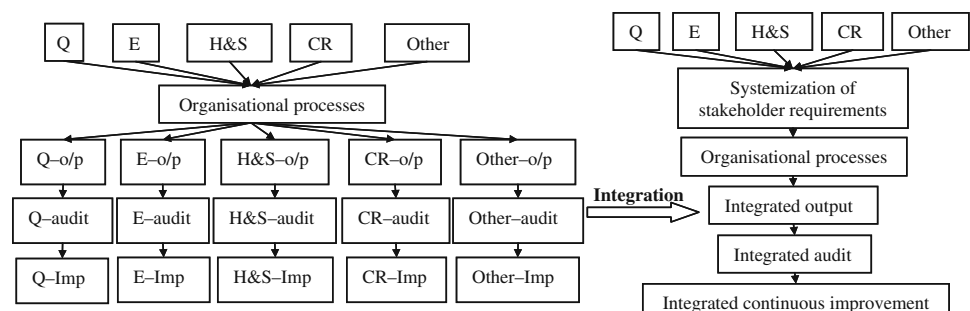 Q
E
H&S
CR
Other
Organisational processes
Q–o/p
E–o/p
H&S–o/p
CR–o/p
Other–o/p
Q–audit
E–audit
H&S–audit
CR–audit
Other–audit
Q–Imp
E–Imp
H&S–Imp
CR–Imp
Other–Imp
Integration
Q
E
H&S
CR
Other
Systemization of
stakeholder requirements
Organisational processes
Integrated output
Integrated audit
Integrated continuous improvement